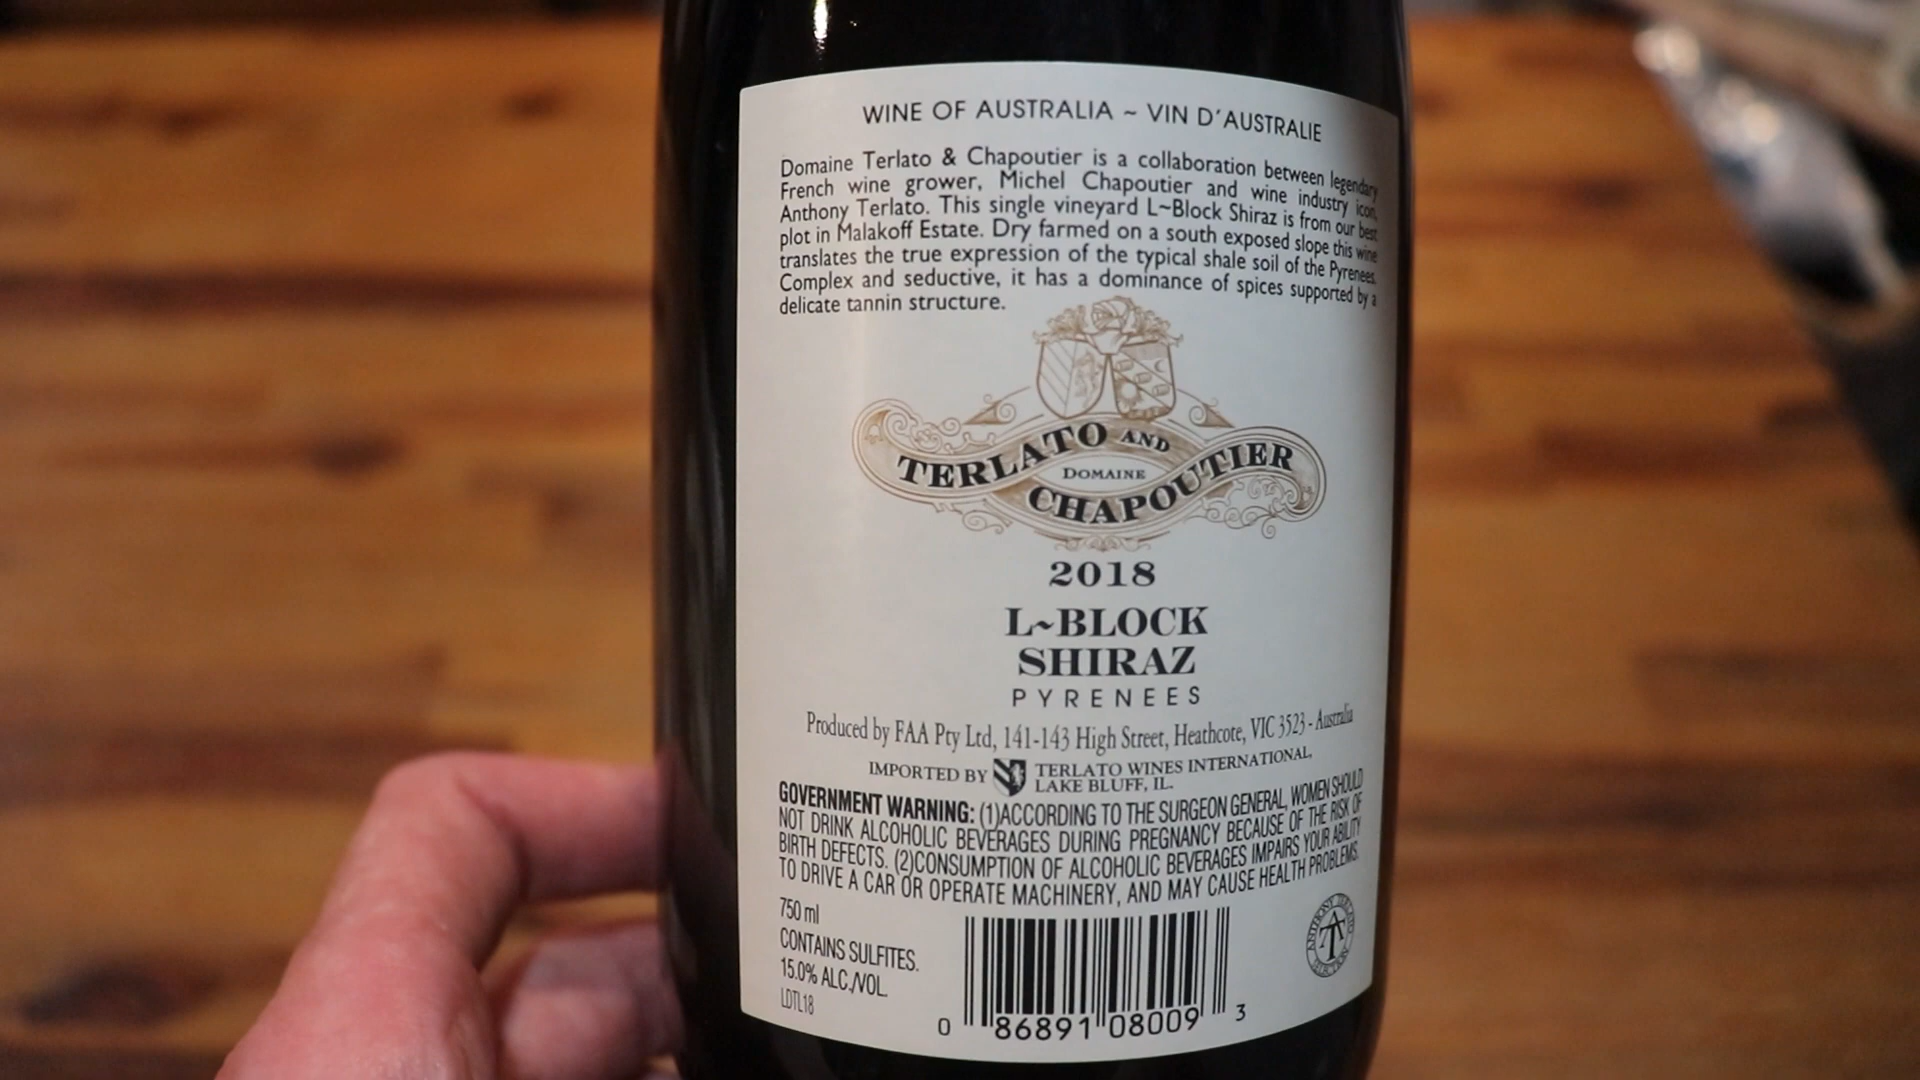 WINE OF AUSTRALIA ~ VIN D'AUSTRALIE
Domaine Terlato & Chapoutier is a collaboration between legendary
French wine grower, Michel Chapoutier and wine industry icon,
Anthony Terlato. This single vineyard L~Block Shiraz is from our best
plot in Malakoff Estate. Dry farmed on a south exposed slope this wine
translates the true expression of the typical shale soil of the Pyrenees.
Complex and seductive, it has a dominance of spices supported by a
delicate tannin structure.
TERLATO AND
DOMAINE
CHAPOUTIER
2018
L~BLOCK
SHIRAZ
PYRENEES
Produced by FAA Pty Ltd, 141-143 High Street, Heathcote, VIC 3523 - Australia
IMPORTED BY TERLATO WINES INTERNATIONAL,
LAKE BLUFF, IL.
GOVERNMENT WARNING: (1)ACCORDING TO THE SURGEON GENERAL, WOMEN SHOULD
NOT DRINK ALCOHOLIC BEVERAGES DURING PREGNANCY BECAUSE OF THE RISK OF
BIRTH DEFECTS. (2)CONSUMPTION OF ALCOHOLIC BEVERAGES IMPAIRS YOUR ABILITY
TO DRIVE A CAR OR OPERATE MACHINERY, AND MAY CAUSE HEALTH PROBLEMS.
750 ml
CONTAINS SULFITES.
15.0% ALC./VOL.
LDTL18
0 86891 08009 3
ANTHONY TERLATO
AT
SELECTION